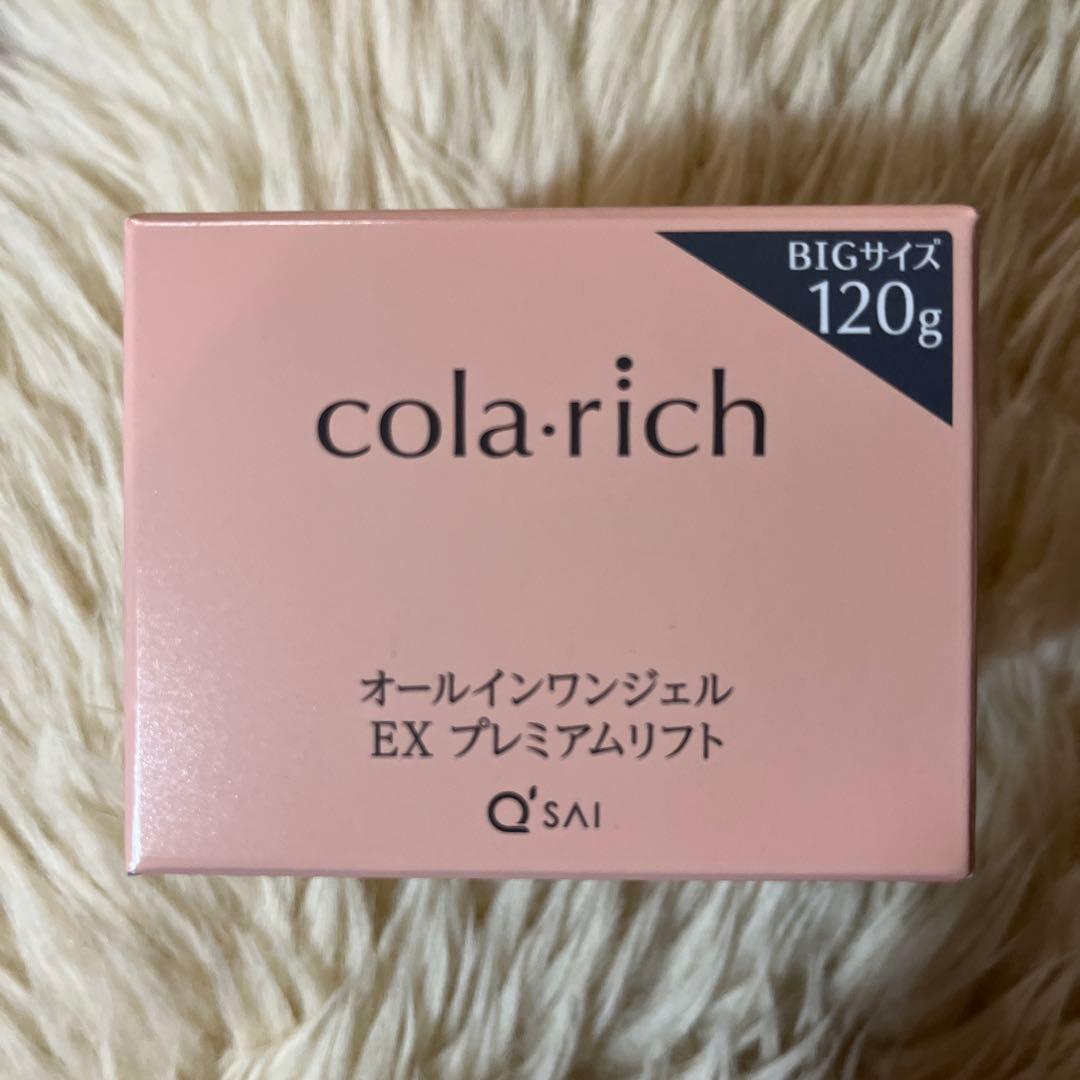 BIGサイズ
120g
cola·rich
オールインワンジェル
EX プレミアムリフト
Q'SAI